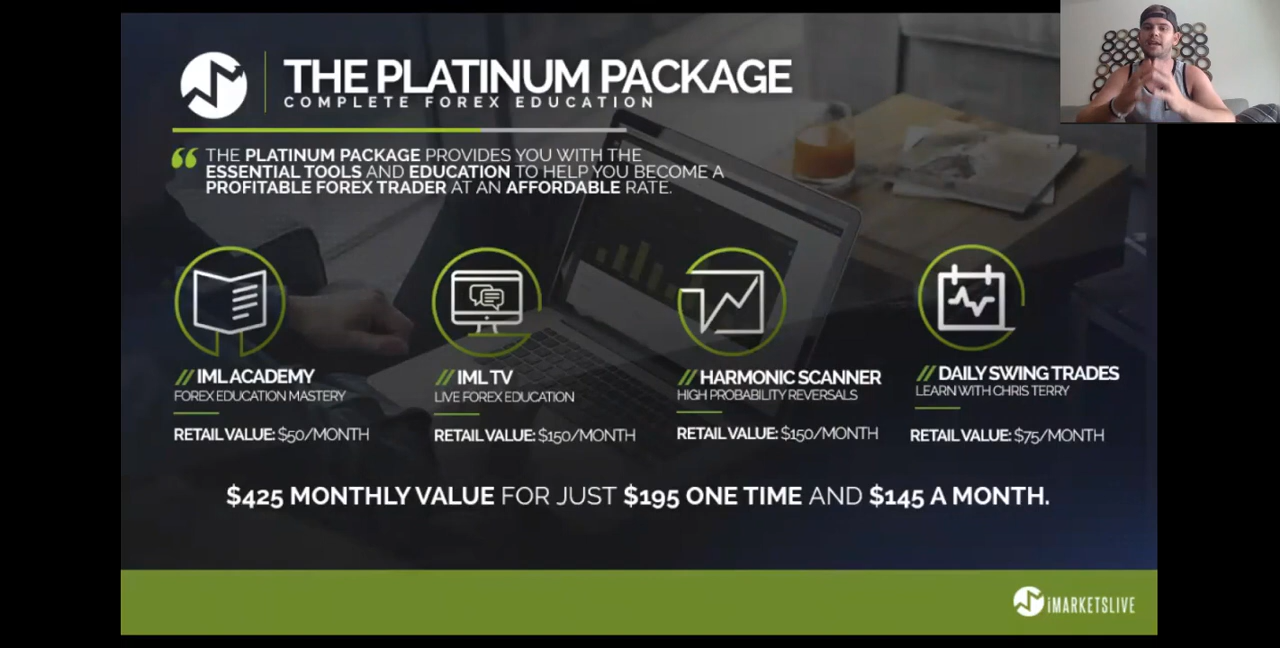 THE PLATINUM PACKAGE
COMPLETE FOREX EDUCATION
“ THE PLATINUM PACKAGE PROVIDES YOU WITH THE
ESSENTIAL TOOLS AND EDUCATION TO HELP YOU BECOME A
PROFITABLE FOREX TRADER AT AN AFFORDABLE RATE.
// IML ACADEMY
FOREX EDUCATION MASTERY
RETAIL VALUE: $50/MONTH
// IML TV
LIVE FOREX EDUCATION
RETAIL VALUE: $150/MONTH
// HARMONIC SCANNER
HIGH PROBABILITY REVERSALS
RETAIL VALUE: $150/MONTH
// DAILY SWING TRADES
LEARN WITH CHRIS TERRY
RETAIL VALUE: $75/MONTH
$425 MONTHLY VALUE FOR JUST $195 ONE TIME AND $145 A MONTH.
iMARKETSLIVE